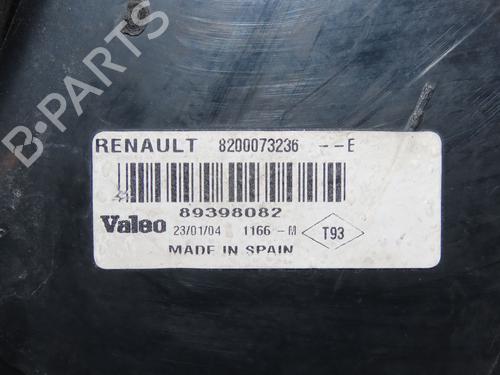 B-PARTS
RENAULT 8200073236 --E
89398082
Valeo 23/01/04 1166-M T93
MADE IN SPAIN